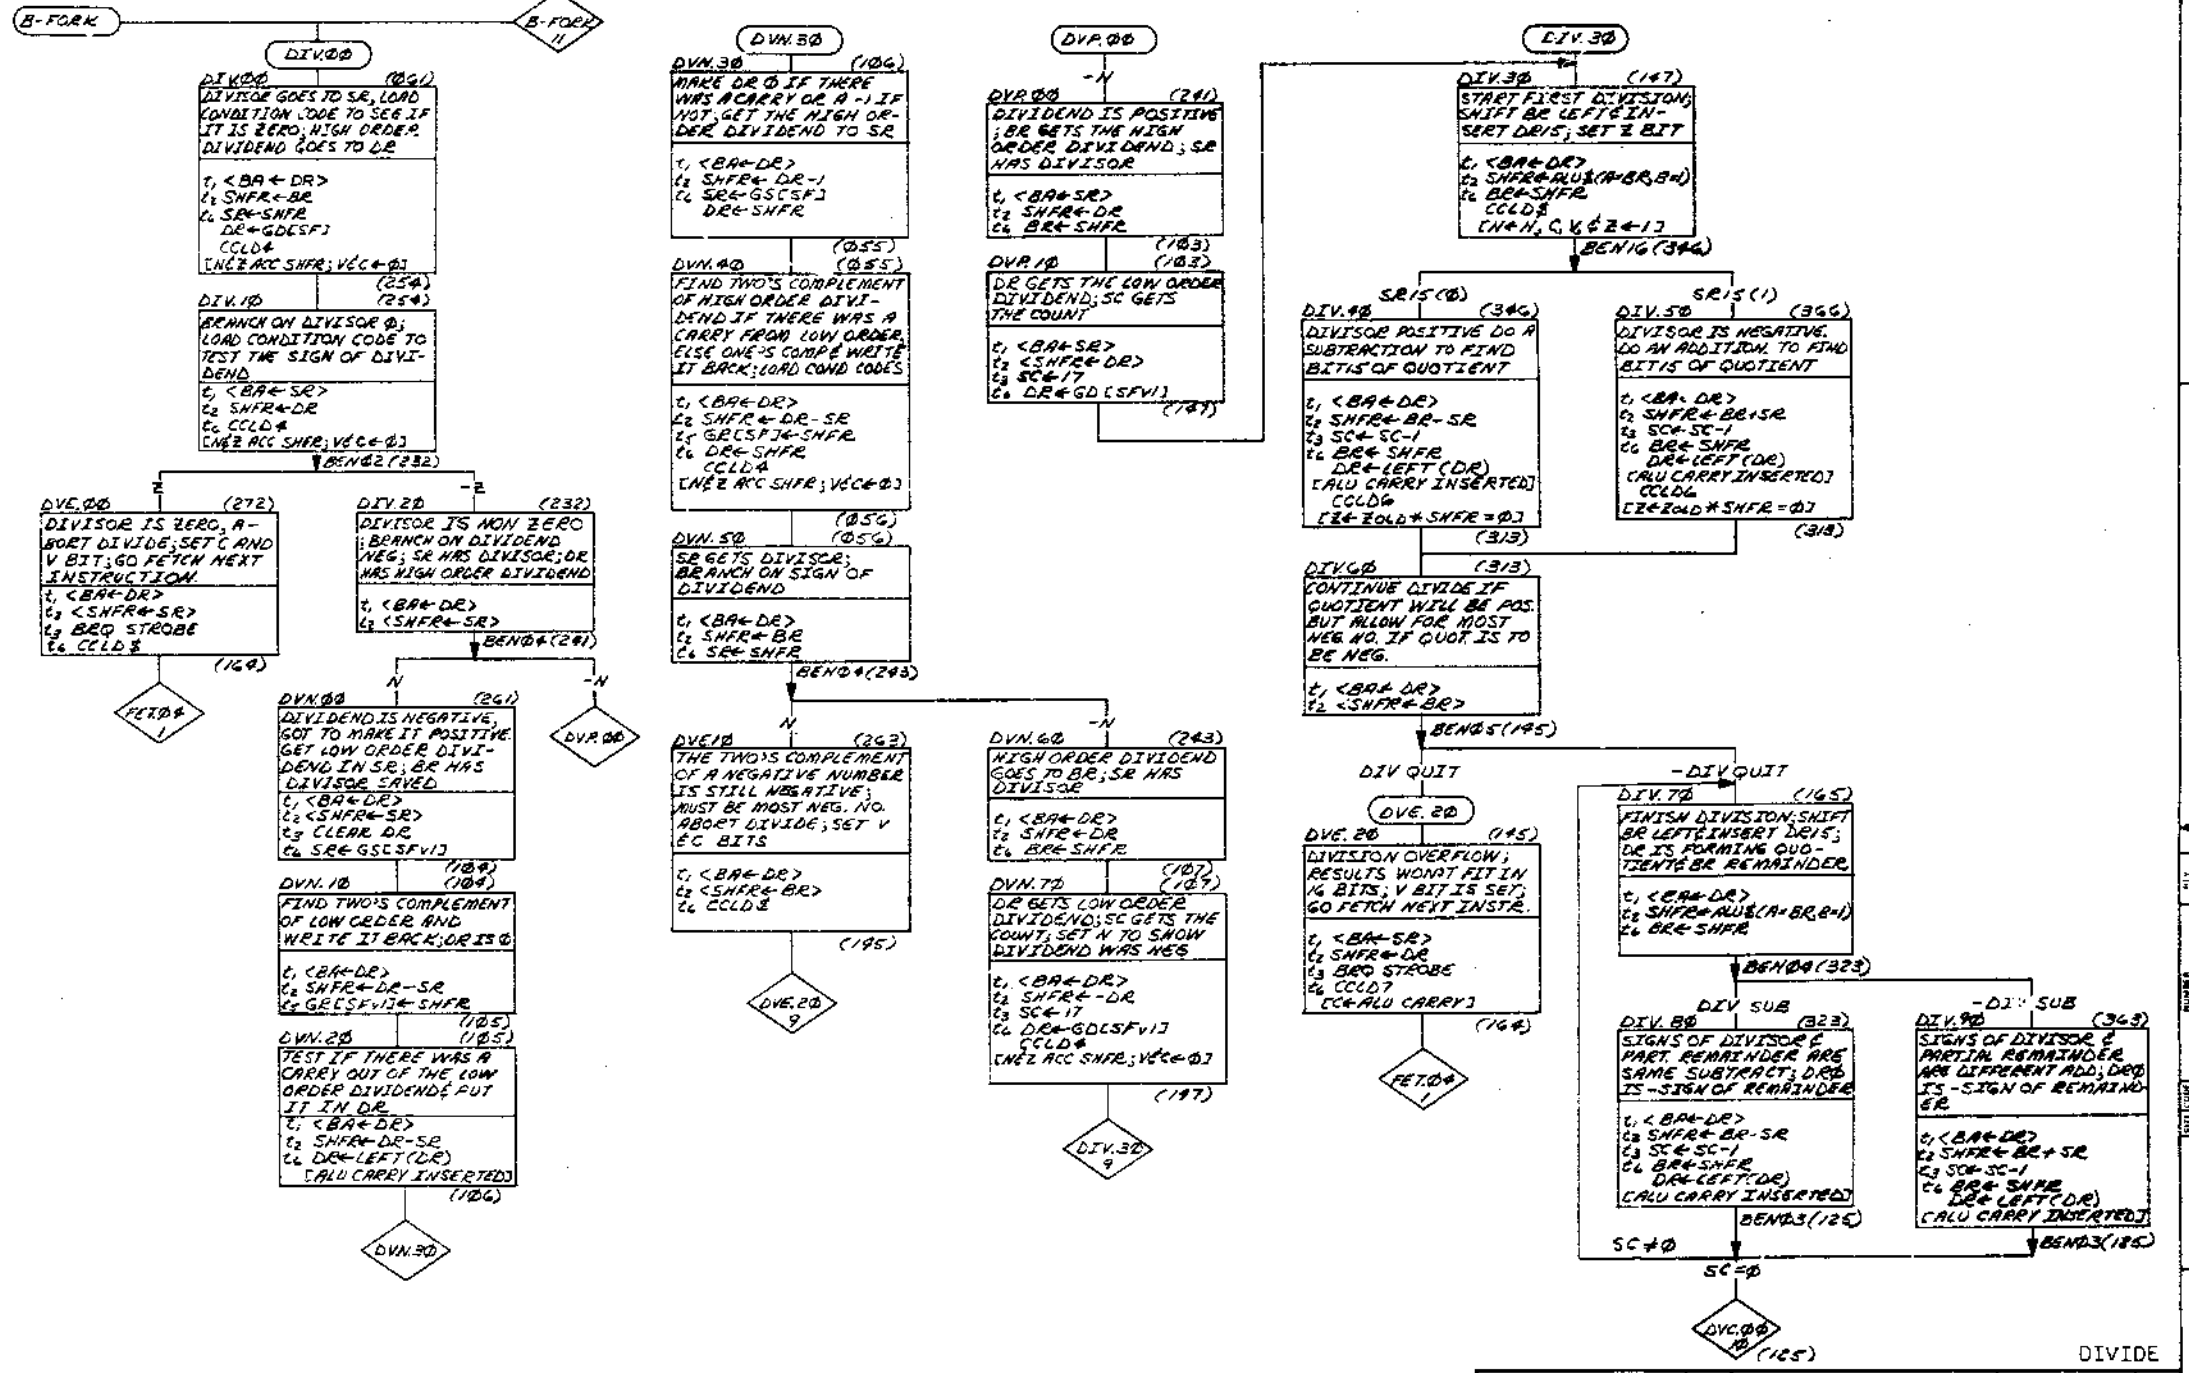 B-FORK
B-FORK
11
DIV.00
DIV.00 (061)
DIVISOR GOES TO SR, LOAD
CONDITION CODE TO SEE IF
IT IS ZERO; HIGH ORDER
DIVIDEND GOES TO DR
t1 <BA←DR>
t2 SHFR←BR
t6 SR←SHFR
DR←GD[SF]
CCLD4
[N&Z ACC SHFR; V&C←0]
(254)
DIV.10 (254)
BRANCH ON DIVISOR 0;
LOAD CONDITION CODE TO
TEST THE SIGN OF DIVI-
DEND
t1 <BA←SR>
t2 SHFR←DR
t6 CCLD4
[N&Z ACC SHFR; V&C←0]
BEN02(232)
Z
-Z
DVE.00 (272)
DIVISOR IS ZERO, A-
BORT DIVIDE; SET C AND
V BIT; GO FETCH NEXT
INSTRUCTION.
t1 <BA←DR>
t2 <SHFR←SR>
t3 BRQ STROBE
t6 CCLD$
(164)
FET.04
1
DIV.20 (232)
DIVISOR IS NON ZERO
; BRANCH ON DIVIDEND
NEG; SR HAS DIVISOR; DR
HAS HIGH ORDER DIVIDEND
t1 <BA←DR>
t2 <SHFR←SR>
BEN04(241)
N
-N
DVP.00
DVN.00 (261)
DIVIDEND IS NEGATIVE,
GOT TO MAKE IT POSITIVE.
GET LOW ORDER DIVI-
DEND IN SR; BR HAS
DIVISOR SAVED
t1 <BA←DR>
t2 <SHFR←SR>
t3 CLEAR DR
t6 SR←GS[SFV1]
(104)
DVN.10 (104)
FIND TWO'S COMPLEMENT
OF LOW ORDER AND
WRITE IT BACK; DR IS 0
t1 <BA←DR>
t2 SHFR←DR-SR
t5 GR[SFV1]←SHFR
(105)
DVN.20 (105)
TEST IF THERE WAS A
CARRY OUT OF THE LOW
ORDER DIVIDEND & PUT
IT IN DR
t1 <BA←DR>
t2 SHFR←DR-SR
t6 DR←LEFT(DR)
[ALU CARRY INSERTED]
(106)
DVN.30
DVN.30
DVN.30 (106)
MAKE DR 0 IF THERE
WAS A CARRY OR A -1 IF
NOT; GET THE HIGH OR-
DER DIVIDEND TO SR
t1 <BA←DR>
t2 SHFR←DR-1
t6 SR←GS[SF]
DR←SHFR
(055)
DVN.40 (055)
FIND TWO'S COMPLEMENT
OF HIGH ORDER DIVI-
DEND IF THERE WAS A
CARRY FROM LOW ORDER,
ELSE ONE'S COMP & WRITE
IT BACK; LOAD COND CODES
t1 <BA←DR>
t2 SHFR←DR-SR
t5 GR[SF]←SHFR
t6 DR←SHFR
CCLD4
[N&Z ACC SHFR; V&C←0]
(056)
DVN.50 (056)
SR GETS DIVISOR;
BRANCH ON SIGN OF
DIVIDEND
t1 <BA←DR>
t2 SHFR←BR
t6 SR←SHFR
BEN04(243)
N
-N
DVE.10 (263)
THE TWO'S COMPLEMENT
OF A NEGATIVE NUMBER
IS STILL NEGATIVE;
MUST BE MOST NEG. NO.
ABORT DIVIDE; SET V
& C BITS
t1 <BA←DR>
t2 <SHFR←BR>
t6 CCLD$
(145)
DVE.20
9
DVP.00
-N
DVP.00 (241)
DIVIDEND IS POSITIVE
; BR GETS THE HIGH
ORDER DIVIDEND; SR
HAS DIVISOR
t1 <BA←SR>
t2 SHFR←DR
t6 BR←SHFR
(103)
DVP.10 (103)
DR GETS THE LOW ORDER
DIVIDEND; SC GETS
THE COUNT
t1 <BA←SR>
t2 <SHFR←DR>
t3 SC←17
t6 DR←GD[SFV1]
(147)
DVN.60 (243)
HIGH ORDER DIVIDEND
GOES TO BR; SR HAS
DIVISOR
t1 <BA←DR>
t2 SHFR←DR
t6 BR←SHFR
(107)
DVN.70 (107)
DR GETS LOW ORDER
DIVIDEND; SC GETS THE
COUNT; SET N TO SHOW
DIVIDEND WAS NEG
t1 <BA←DR>
t2 SHFR←-DR
t3 SC←17
t6 DR←GD[SFV1]
CCLD4
[N&Z ACC SHFR; V&C←0]
(147)
DIV.30
9
DIV.30
DIV.30 (147)
START FIRST DIVISION;
SHIFT BR LEFT & IN-
SERT DR15; SET Z BIT
t1 <BA←DR>
t2 SHFR←ALU$(A=BR,B=1)
t6 BR←SHFR
CCLD$
[N←N, C, V, & Z←1]
BEN16(346)
SR15(0)
SR15(1)
DIV.40 (346)
DIVISOR POSITIVE DO A
SUBTRACTION TO FIND
BIT15 OF QUOTIENT
t1 <BA←DR>
t2 SHFR←BR-SR
t3 SC←SC-1
t6 BR←SHFR
DR←LEFT(DR)
[ALU CARRY INSERTED]
CCLD6
[Z←ZOLD*SHFR=0]
(313)
DIV.50 (366)
DIVISOR IS NEGATIVE,
DO AN ADDITION. TO FIND
BIT15 OF QUOTIENT
t1 <BA← DR>
t2 SHFR←BR+SR
t3 SC←SC-1
t6 BR←SHFR
DR←LEFT(DR)
[ALU CARRY INSERTED]
CCLD6
[Z←ZOLD*SHFR=0]
(313)
DIV.60 (313)
CONTINUE DIVIDE IF
QUOTIENT WILL BE POS.
BUT ALLOW FOR MOST
NEG. NO. IF QUOT. IS TO
BE NEG.
t1 <BA←DR>
t2 <SHFR←BR>
BEN05(145)
DIV QUIT
-DIV QUIT
DVE.20
DVE.20 (145)
DIVISION OVERFLOW;
RESULTS WON'T FIT IN
16 BITS; V BIT IS SET;
GO FETCH NEXT INSTR.
t1 <BA←SR>
t2 SHFR←DR
t3 BRQ STROBE
t6 CCLD7
[C←ALU CARRY]
(164)
FET.04
1
DIV.70 (165)
FINISH DIVISION; SHIFT
BR LEFT & INSERT DR15;
DR IS FORMING QUO-
TIENT & BR REMAINDER
t1 <BA←DR>
t2 SHFR←ALU$(A=BR,B=1)
t6 BR←SHFR
BEN04(323)
DIV SUB
-DIV SUB
DIV.80 (323)
SIGNS OF DIVISOR &
PART. REMAINDER ARE
SAME SUBTRACT; DR0
IS -SIGN OF REMAINDER
t1 <BA←DR>
t2 SHFR←BR-SR
t3 SC←SC-1
t6 BR←SHFR
DR←LEFT(DR)
[ALU CARRY INSERTED]
BEN03(125)
DIV.90 (363)
SIGNS OF DIVISOR &
PARTIAL REMAINDER
ARE DIFFERENT ADD; DR0
IS -SIGN OF REMAIND-
ER
t1 <BA←DR>
t2 SHFR←BR+SR
t3 SC←SC-1
t6 BR←SHFR
DR←LEFT(DR)
[ALU CARRY INSERTED]
BEN03(125)
SC≠0
SC=0
DVC.00
10
(125)
DIVIDE